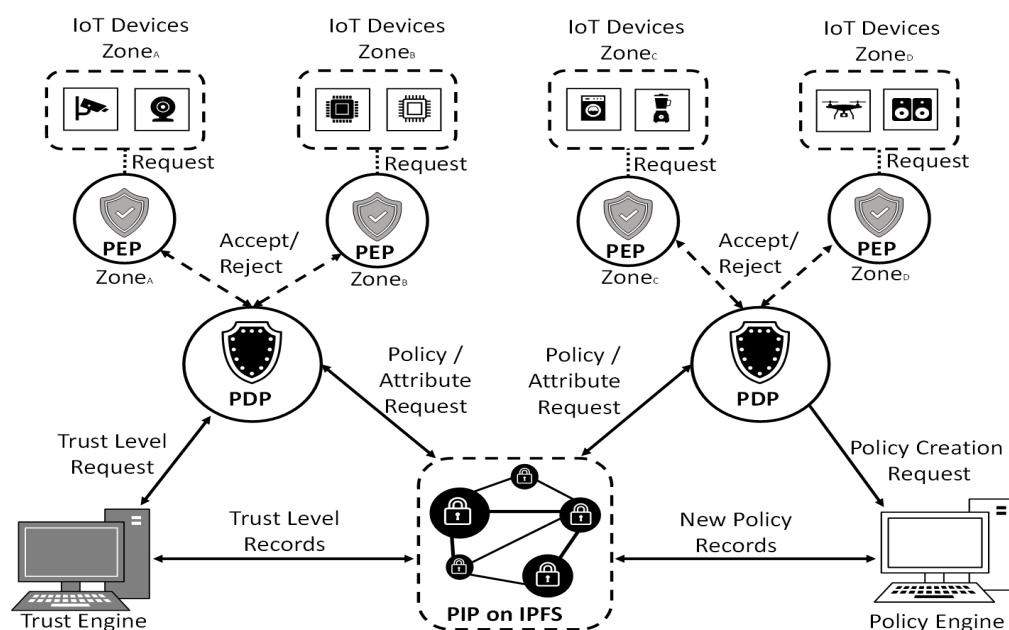 IoT Devices
ZoneA
IoT Devices
ZoneB
IoT Devices
ZoneC
IoT Devices
ZoneD
Request
Request
Request
Request
PEP
ZoneA
PEP
ZoneB
PEP
ZoneC
PEP
ZoneD
Accept/
Reject
Accept/
Reject
PDP
PDP
Policy /
Attribute
Request
Policy /
Attribute
Request
Trust Level
Request
Policy Creation
Request
Trust Level
Records
New Policy
Records
Trust Engine
PIP on IPFS
Policy Engine